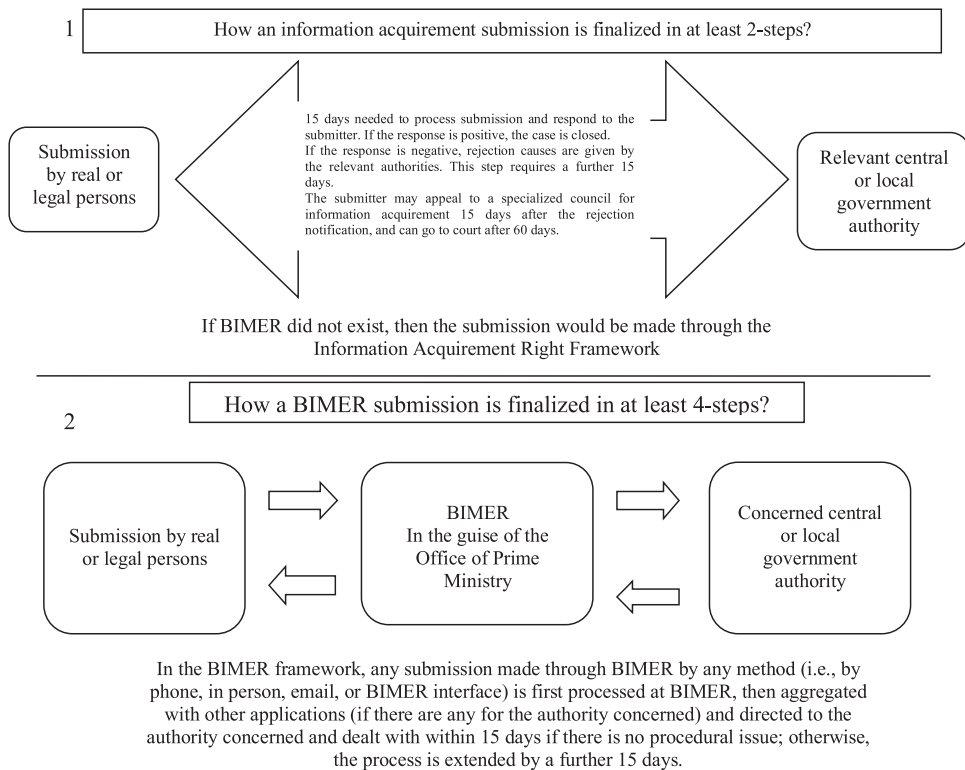 1
How an information acquirement submission is finalized in at least 2-steps?
Submission
by real or
legal persons
15 days needed to process submission and respond to the
submitter. If the response is positive, the case is closed.
If the response is negative, rejection causes are given by
the relevant authorities. This step requires a further 15
days.
The submitter may appeal to a specialized council for
information acquirement 15 days after the rejection
notification, and can go to court after 60 days.
Relevant central
or local
government
authority
If BIMER did not exist, then the submission would be made through the
Information Acquirement Right Framework
2
How a BIMER submission is finalized in at least 4-steps?
Submission by real
or legal persons
BIMER
In the guise of the
Office of Prime
Ministry
Concerned central
or local
government
authority
In the BIMER framework, any submission made through BIMER by any method (i.e., by
phone, in person, email, or BIMER interface) is first processed at BIMER, then aggregated
with other applications (if there are any for the authority concerned) and directed to the
authority concerned and dealt with within 15 days if there is no procedural issue; otherwise,
the process is extended by a further 15 days.